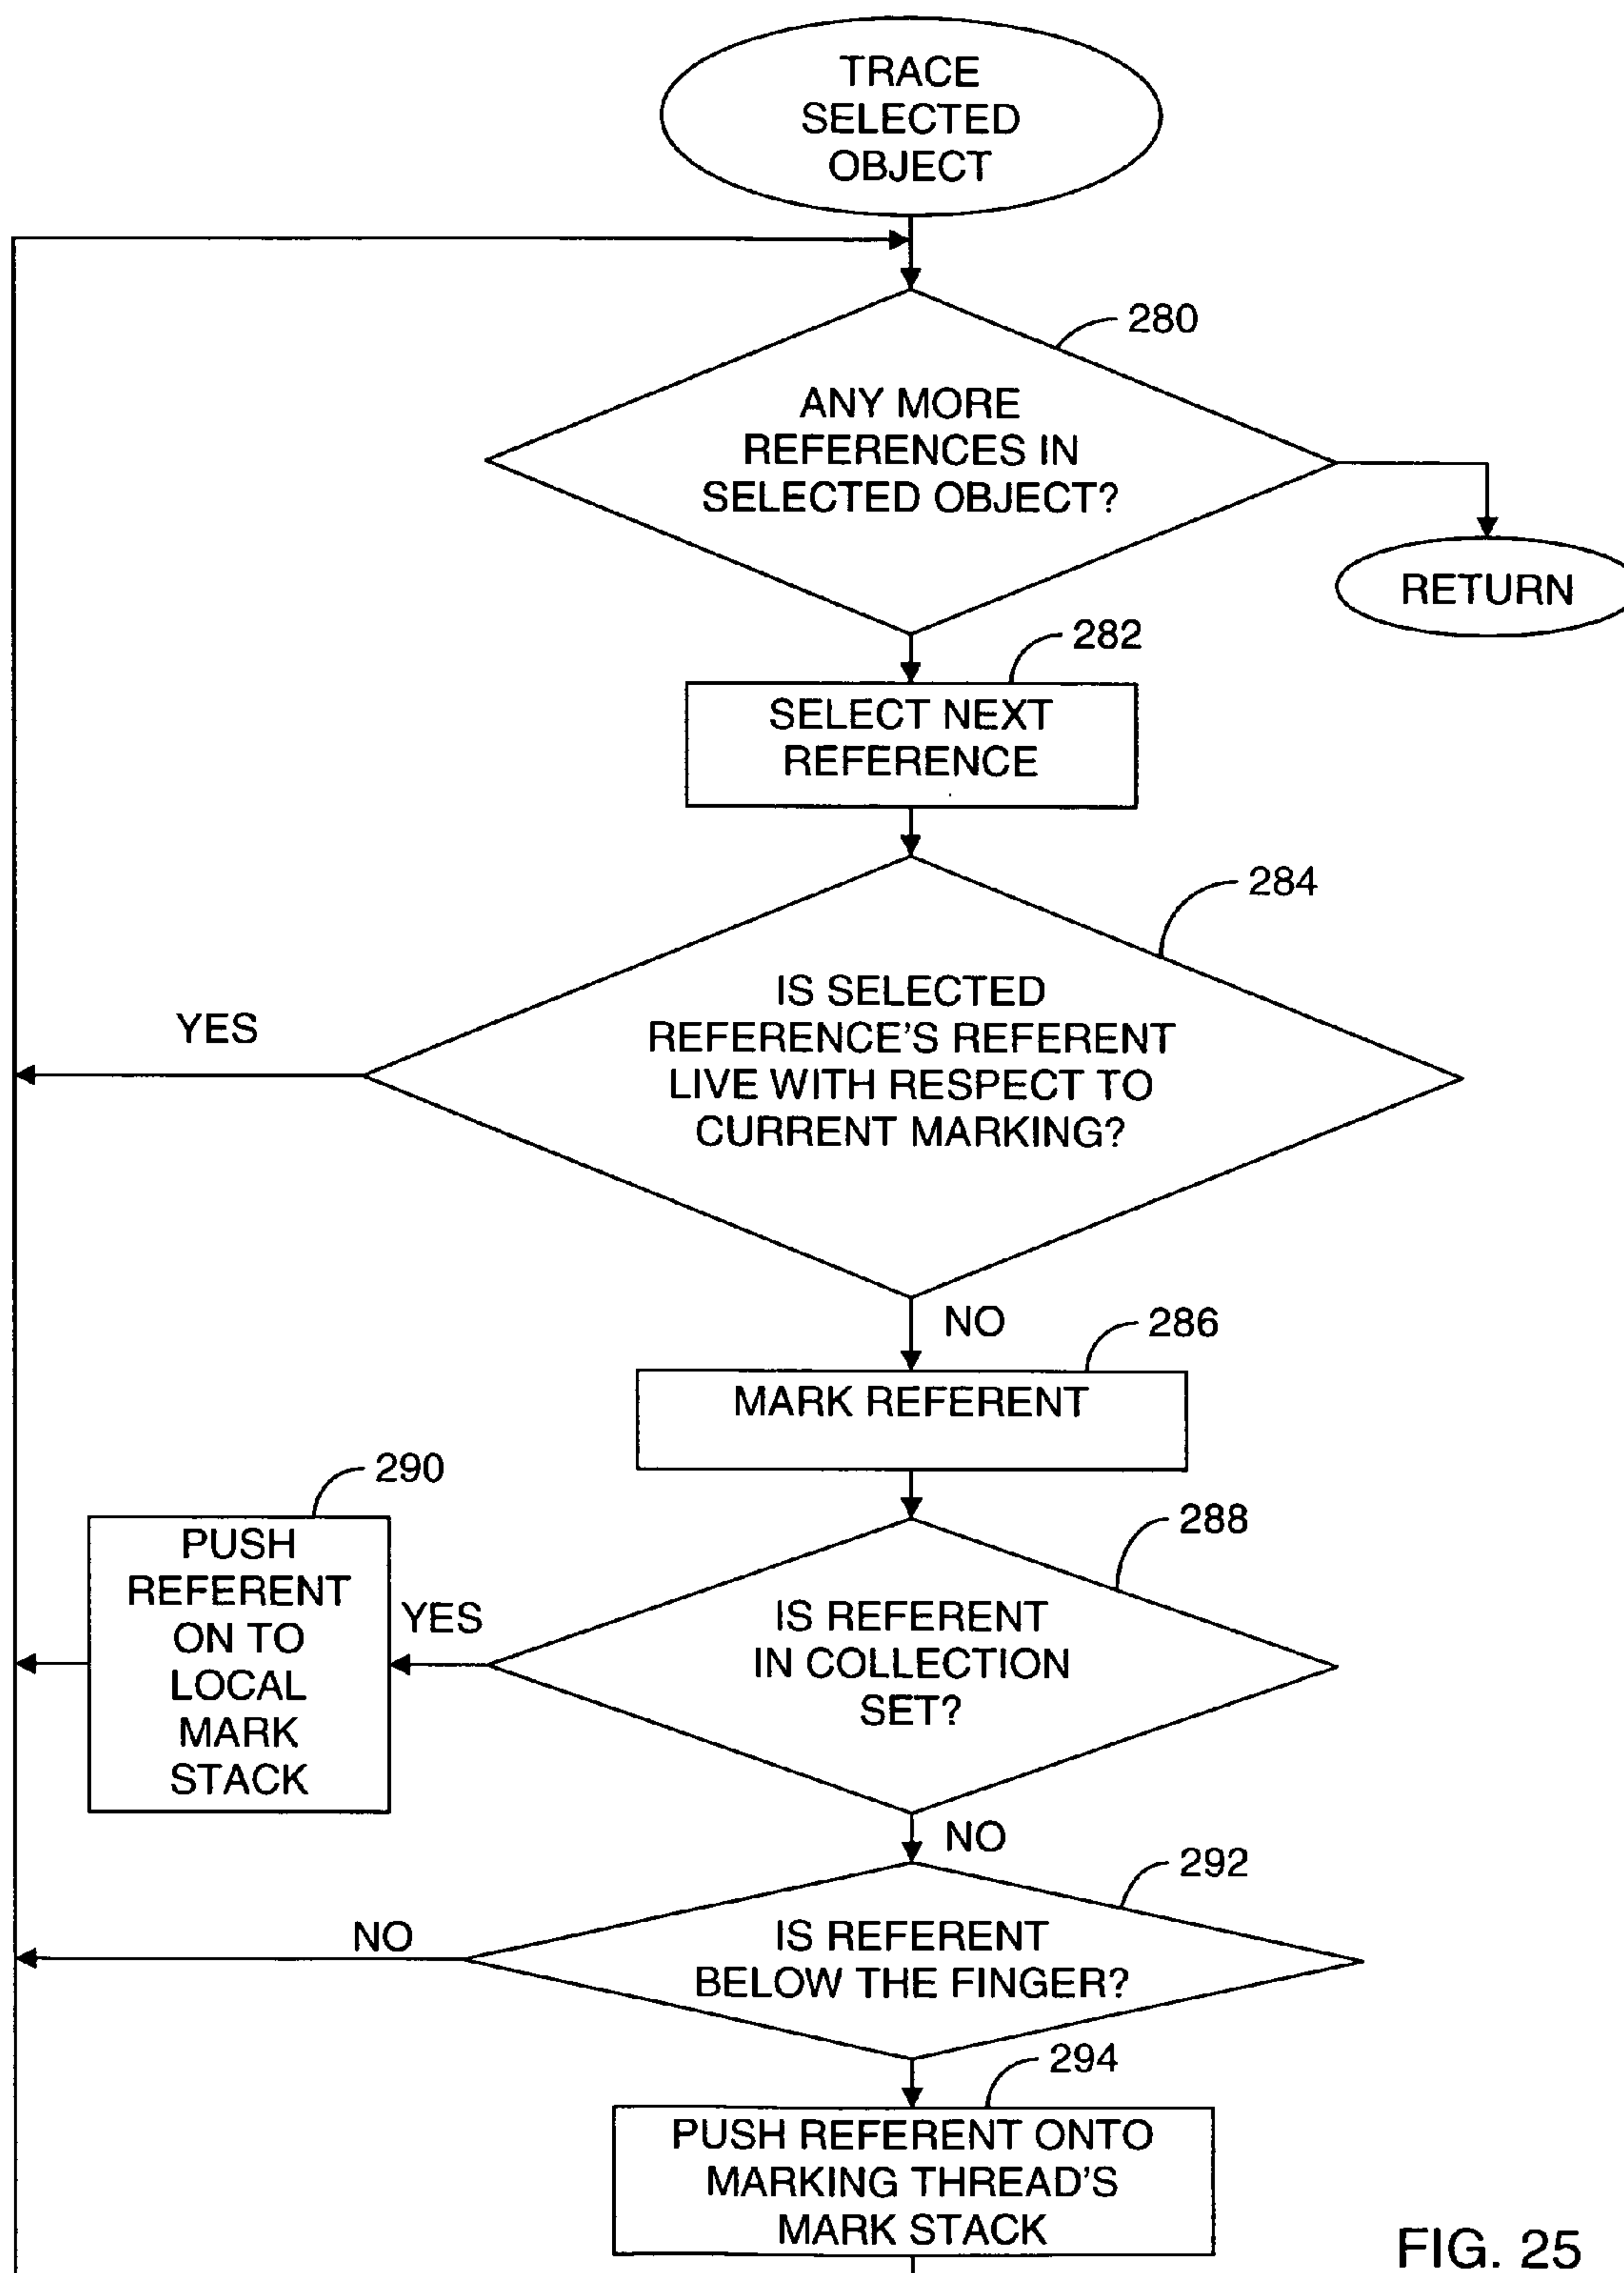 TRACE
SELECTED
OBJECT
280
ANY MORE
REFERENCES IN
SELECTED OBJECT?
RETURN
282
SELECT NEXT
REFERENCE
284
IS SELECTED
REFERENCE'S REFERENT
LIVE WITH RESPECT TO
CURRENT MARKING?
YES
NO
286
MARK REFERENT
290
PUSH
REFERENT
ON TO
LOCAL
MARK
STACK
YES
288
IS REFERENT
IN COLLECTION
SET?
NO
292
IS REFERENT
BELOW THE FINGER?
NO
294
PUSH REFERENT ONTO
MARKING THREAD'S
MARK STACK
FIG. 25